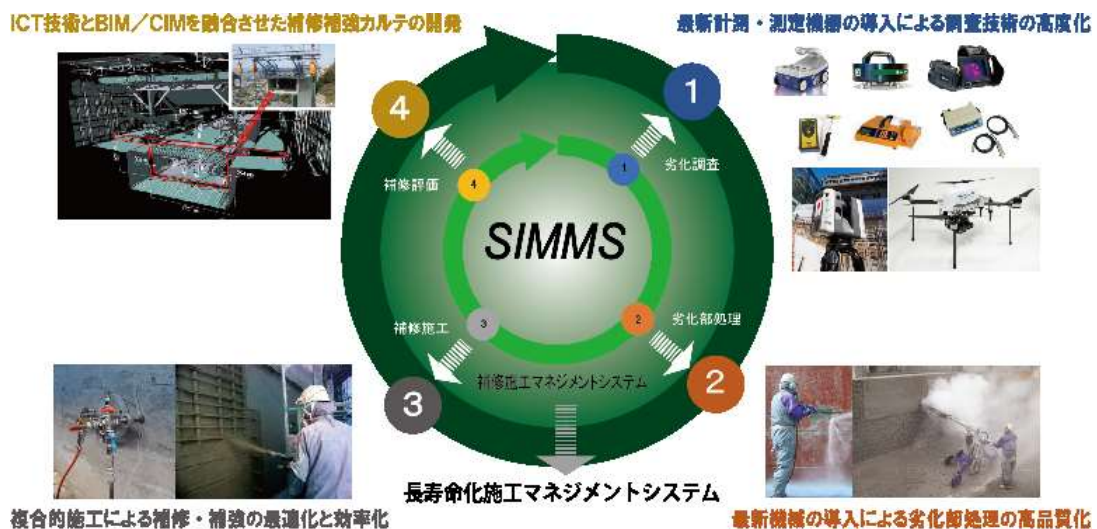 ICT技術とBIM／CIMを融合させた補修補強カルテの開発
最新計測・測定機器の導入による調査技術の高度化
4
1
劣化調査
1
補修評価
4
SIMMS
補修施工
3
2
劣化部処理
補修施工マネジメントシステム
3
2
長寿命化施工マネジメントシステム
複合的施工による補修・補強の最適化と効率化
最新機械の導入による劣化部処理の高品質化